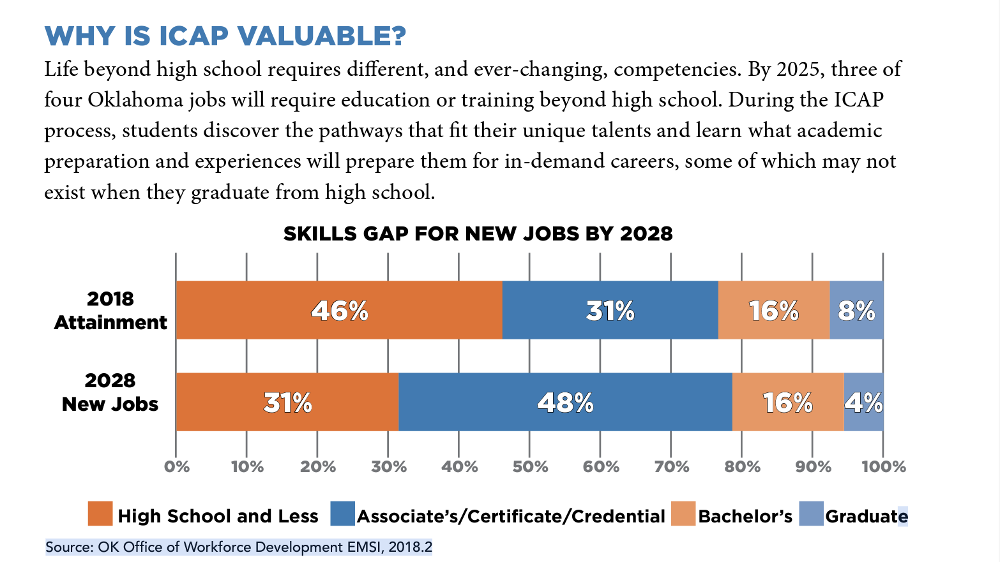 WHY IS ICAP VALUABLE?
Life beyond high school requires different, and ever-changing, competencies. By 2025, three of
four Oklahoma jobs will require education or training beyond high school. During the ICAP
process, students discover the pathways that fit their unique talents and learn what academic
preparation and experiences will prepare them for in-demand careers, some of which may not
exist when they graduate from high school.
SKILLS GAP FOR NEW JOBS BY 2028
2018
Attainment
46% 31% 16% 8%
2028
New Jobs
31% 48% 16% 4%
0% 10% 20% 30% 40% 50% 60% 70% 80% 90% 100%
High School and Less Associate's/Certificate/Credential Bachelor's Graduate
Source: OK Office of Workforce Development EMSI, 2018.2